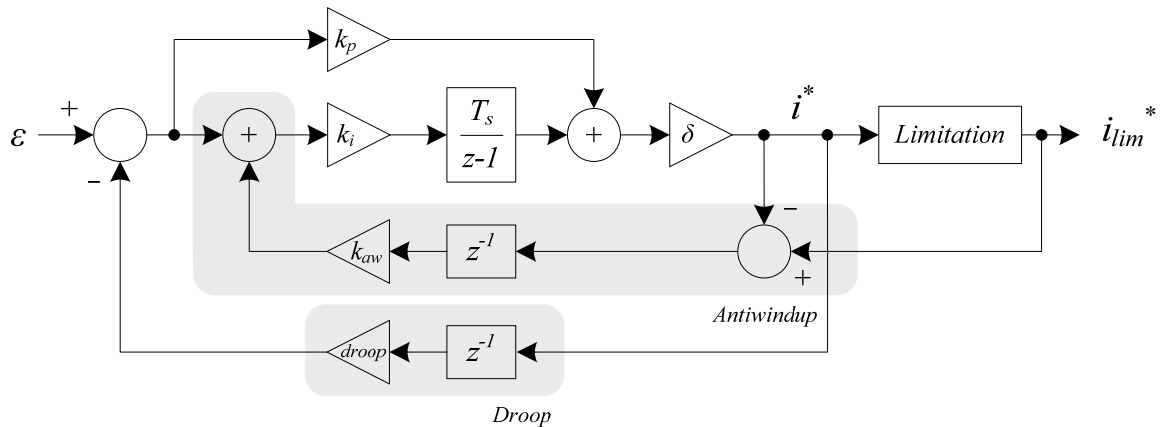 k_p
+
ε
−
+
k_i
T_s
z-1
+
δ
i*
Limitation
i_lim*
−
+
k_aw
z^-1
Antiwindup
droop
z^-1
Droop